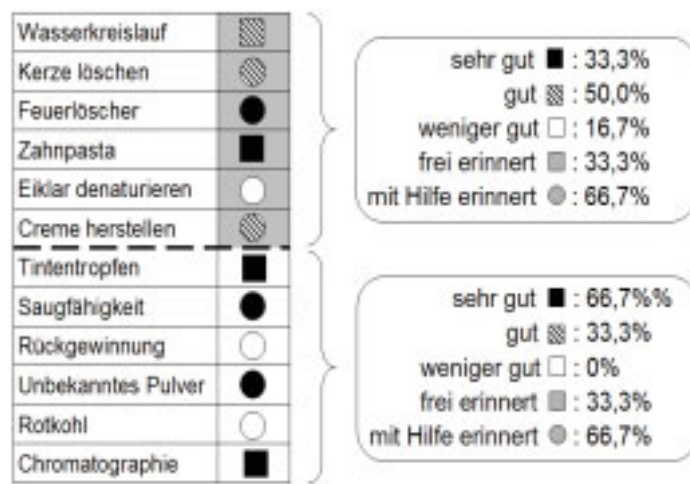 Wasserkreislauf
Kerze löschen
Feuerlöscher
Zahnpasta
Eiklar denaturieren
Creme herstellen
Tintentropfen
Saugfähigkeit
Rückgewinnung
Unbekanntes Pulver
Rotkohl
Chromatographie
sehr gut : 33,3%
gut : 50,0%
weniger gut : 16,7%
frei erinnert : 33,3%
mit Hilfe erinnert : 66,7%
sehr gut : 66,7%%
gut : 33,3%
weniger gut : 0%
frei erinnert : 33,3%
mit Hilfe erinnert : 66,7%